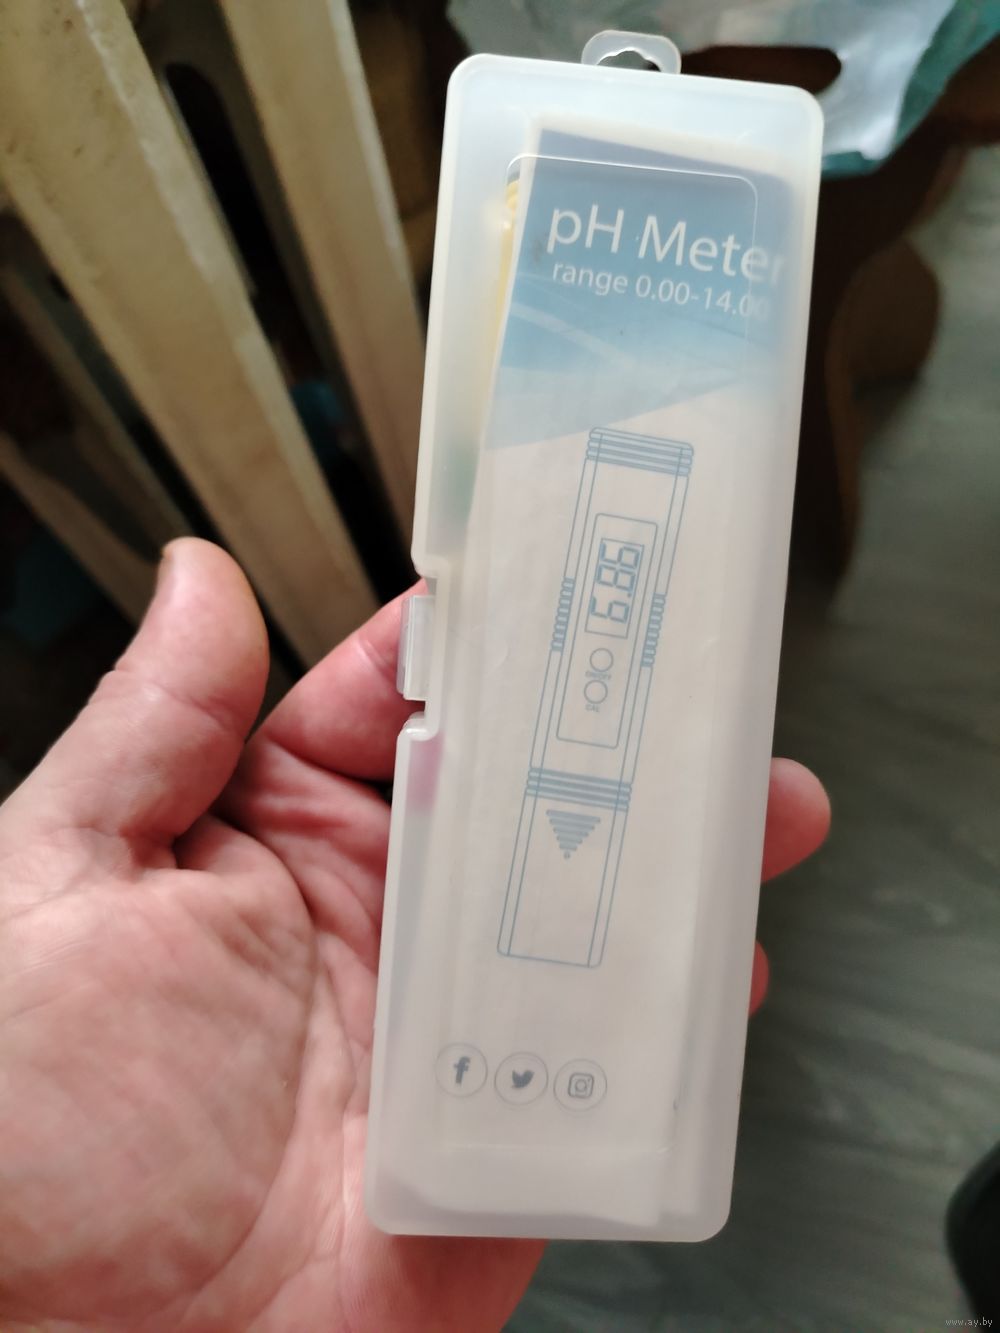 pH Meter
range 0.00-14.00
6.86
ON/OFF
CAL
www.ay.by